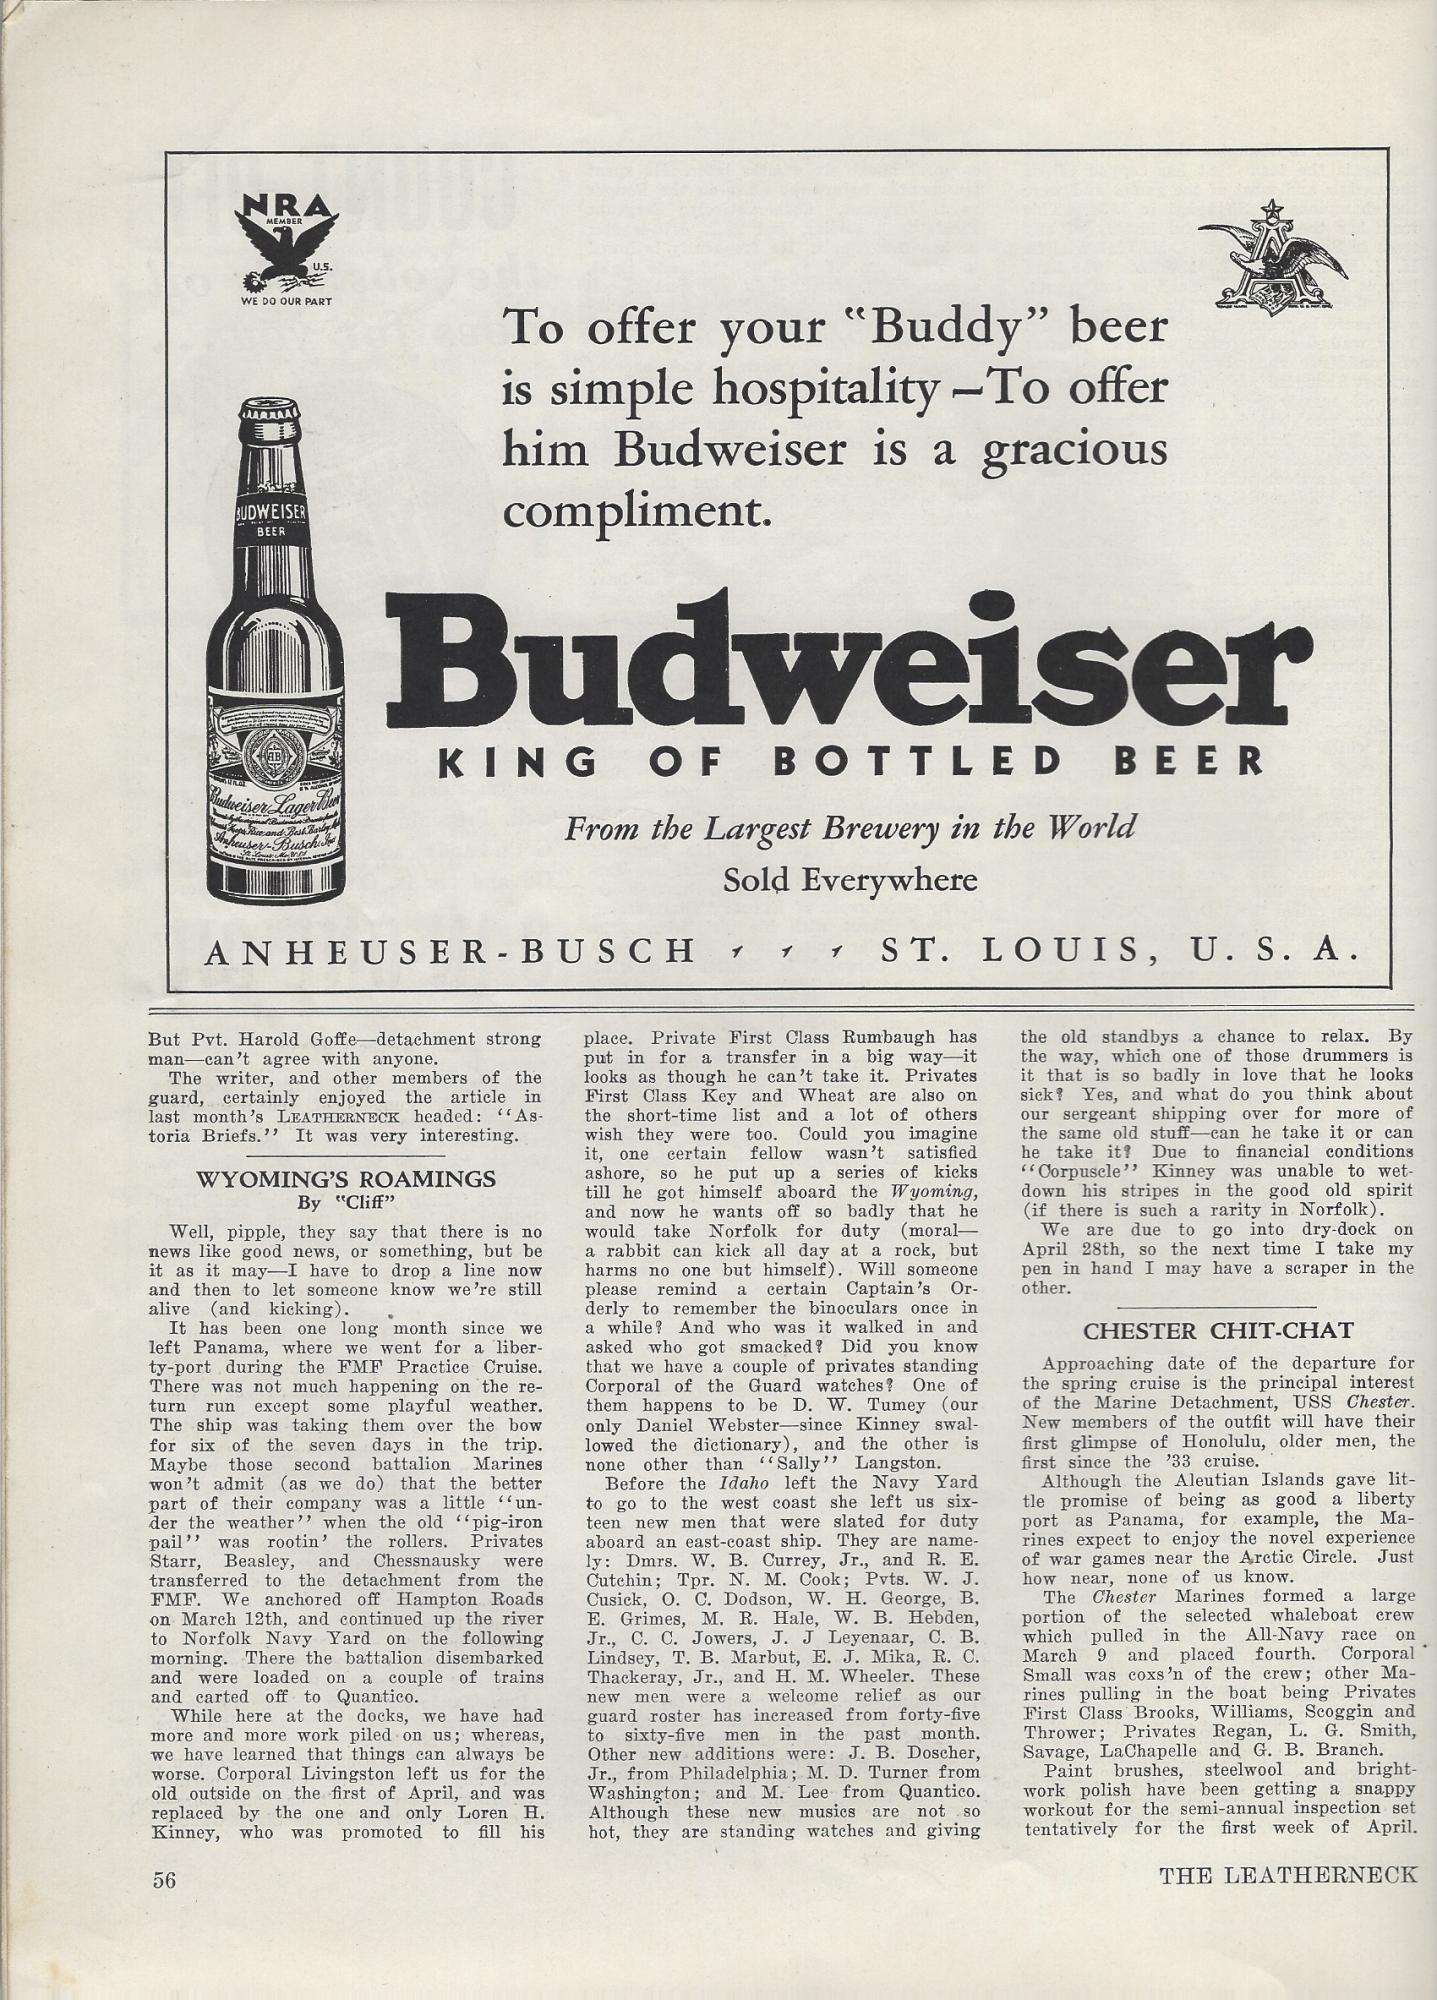 NRA
MEMBER
U.S.
WE DO OUR PART
A
To offer your "Buddy" beer
is simple hospitality—To offer
him Budweiser is a gracious
compliment.
BUDWEISER
BEER
AB
Budweiser Lager Beer
Anheuser-Busch, Inc.
St. Louis, Mo. U.S.A.
Budweiser
KING OF BOTTLED BEER
From the Largest Brewery in the World
Sold Everywhere
ANHEUSER-BUSCH , , , ST. LOUIS, U. S. A.
But Pvt. Harold Goffe—detachment strong
man—can't agree with anyone.
The writer, and other members of the
guard, certainly enjoyed the article in
last month's LEATHERNECK headed: "As-
toria Briefs." It was very interesting.
WYOMING'S ROAMINGS
By "Cliff"
Well, pipple, they say that there is no
news like good news, or something, but be
it as it may—I have to drop a line now
and then to let someone know we're still
alive (and kicking).
It has been one long month since we
left Panama, where we went for a liber-
ty-port during the FMF Practice Cruise.
There was not much happening on the re-
turn run except some playful weather.
The ship was taking them over the bow
for six of the seven days in the trip.
Maybe those second battalion Marines
won't admit (as we do) that the better
part of their company was a little "un-
der the weather" when the old "pig-iron
pail" was rootin' the rollers. Privates
Starr, Beasley, and Chessnausky were
transferred to the detachment from the
FMF. We anchored off Hampton Roads
on March 12th, and continued up the river
to Norfolk Navy Yard on the following
morning. There the battalion disembarked
and were loaded on a couple of trains
and carted off to Quantico.
While here at the docks, we have had
more and more work piled on us; whereas,
we have learned that things can always be
worse. Corporal Livingston left us for the
old outside on the first of April, and was
replaced by the one and only Loren H.
Kinney, who was promoted to fill his
place. Private First Class Rumbaugh has
put in for a transfer in a big way—it
looks as though he can't take it. Privates
First Class Key and Wheat are also on
the short-time list and a lot of others
wish they were too. Could you imagine
it, one certain fellow wasn't satisfied
ashore, so he put up a series of kicks
till he got himself aboard the Wyoming,
and now he wants off so badly that he
would take Norfolk for duty (moral—
a rabbit can kick all day at a rock, but
harms no one but himself). Will someone
please remind a certain Captain's Or-
derly to remember the binoculars once in
a while? And who was it walked in and
asked who got smacked? Did you know
that we have a couple of privates standing
Corporal of the Guard watches? One of
them happens to be D. W. Tumey (our
only Daniel Webster—since Kinney swal-
lowed the dictionary), and the other is
none other than "Sally" Langston.
Before the Idaho left the Navy Yard
to go to the west coast she left us six-
teen new men that were slated for duty
aboard an east-coast ship. They are name-
ly: Dmrs. W. B. Currey, Jr., and R. E.
Cutchin; Tpr. N. M. Cook; Pvts. W. J.
Cusick, O. C. Dodson, W. H. George, B.
E. Grimes, M. R. Hale, W. B. Hebden,
Jr., C. C. Jowers, J. J Leyenaar, C. B.
Lindsey, T. B. Marbut, E. J. Mika, R. C.
Thackeray, Jr., and H. M. Wheeler. These
new men were a welcome relief as our
guard roster has increased from forty-five
to sixty-five men in the past month.
Other new additions were: J. B. Doscher,
Jr., from Philadelphia; M. D. Turner from
Washington; and M. Lee from Quantico.
Although these new musics are not so
hot, they are standing watches and giving
the old standbys a chance to relax. By
the way, which one of those drummers is
it that is so badly in love that he looks
sick? Yes, and what do you think about
our sergeant shipping over for more of
the same old stuff—can he take it or can
he take it? Due to financial conditions
"Corpuscle" Kinney was unable to wet-
down his stripes in the good old spirit
(if there is such a rarity in Norfolk).
We are due to go into dry-dock on
April 28th, so the next time I take my
pen in hand I may have a scraper in the
other.
CHESTER CHIT-CHAT
Approaching date of the departure for
the spring cruise is the principal interest
of the Marine Detachment, USS Chester.
New members of the outfit will have their
first glimpse of Honolulu, older men, the
first since the '33 cruise.
Although the Aleutian Islands gave lit-
tle promise of being as good a liberty
port as Panama, for example, the Ma-
rines expect to enjoy the novel experience
of war games near the Arctic Circle. Just
how near, none of us know.
The Chester Marines formed a large
portion of the selected whaleboat crew
which pulled in the All-Navy race on
March 9 and placed fourth. Corporal
Small was coxs'n of the crew; other Ma-
rines pulling in the boat being Privates
First Class Brooks, Williams, Scoggin and
Thrower; Privates Regan, L. G. Smith,
Savage, LaChapelle and G. B. Branch.
Paint brushes, steelwool and bright-
work polish have been getting a snappy
workout for the semi-annual inspection set
tentatively for the first week of April.
56
THE LEATHERNECK